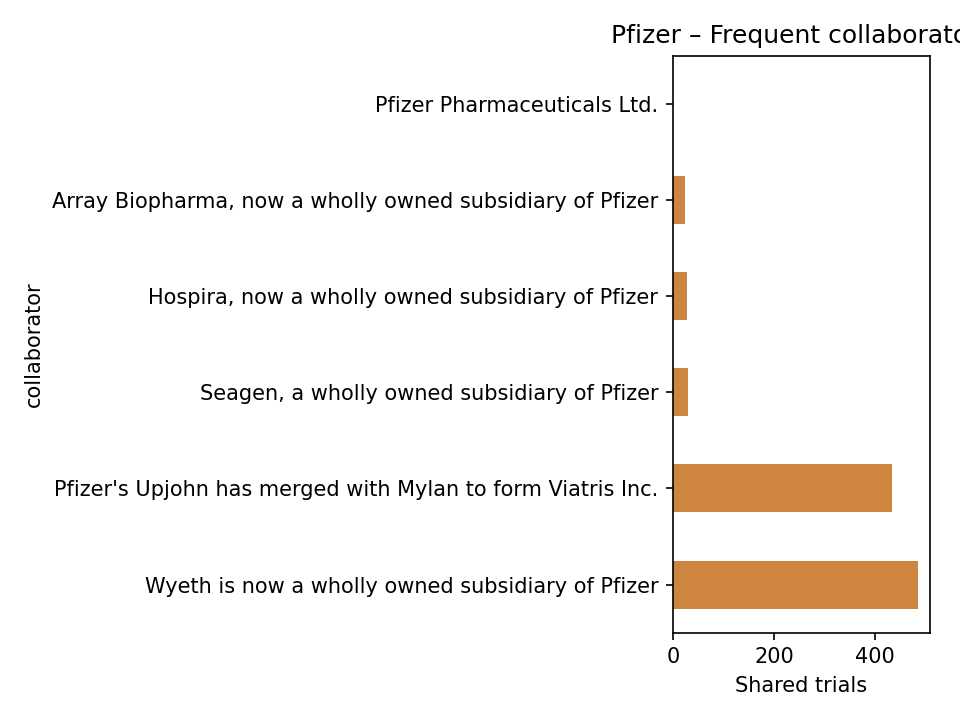 Pfizer – Frequent collaborato
Pfizer Pharmaceuticals Ltd.
Array Biopharma, now a wholly owned subsidiary of Pfizer
Hospira, now a wholly owned subsidiary of Pfizer
Seagen, a wholly owned subsidiary of Pfizer
Pfizer's Upjohn has merged with Mylan to form Viatris Inc.
Wyeth is now a wholly owned subsidiary of Pfizer
collaborator
0 200 400
Shared trials